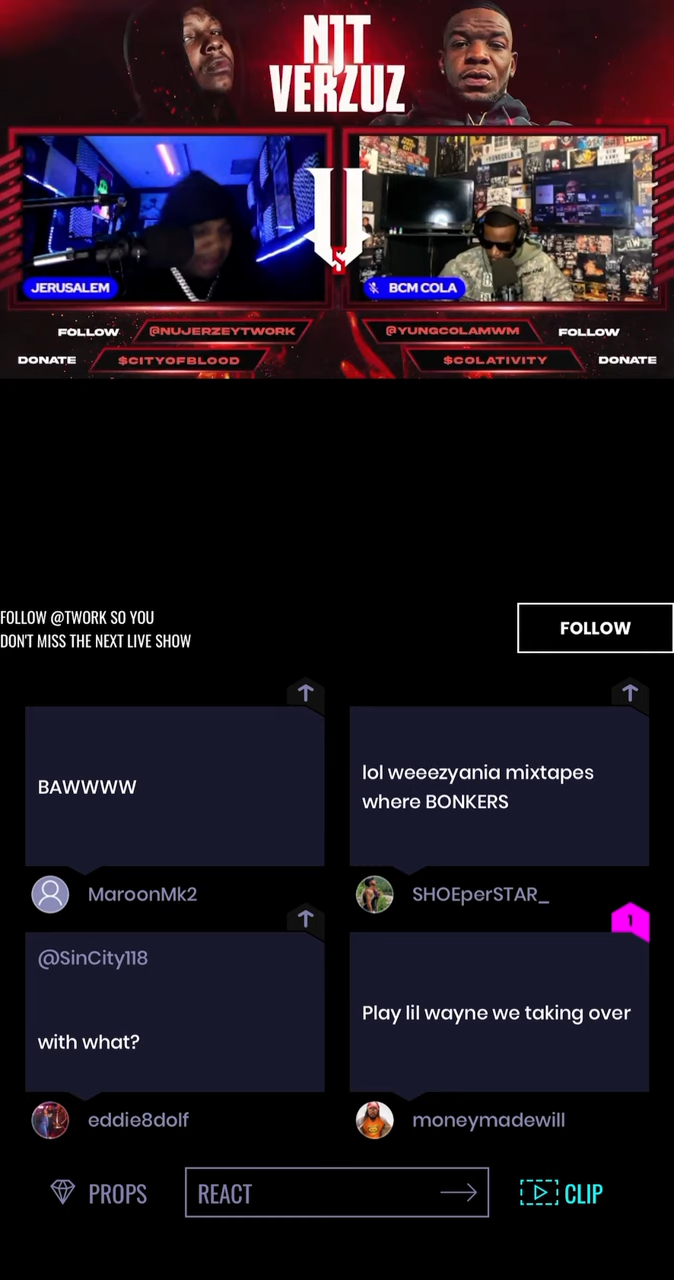 NJT
VERZUZ
JERUSALEM
BCM COLA
FOLLOW
@NUJERZEYTWORK
@YUNGCOLAMWM
FOLLOW
DONATE
$CITYOFBLOOD
$COLATIVITY
DONATE
FOLLOW @TWORK SO YOU
DON'T MISS THE NEXT LIVE SHOW
FOLLOW
BAWWWW
MaroonMk2
lol weeezyania mixtapes
where BONKERS
SHOEperSTAR_
@SinCity118
with what?
eddie8dolf
1
Play lil wayne we taking over
moneymadewill
PROPS
REACT
CLIP